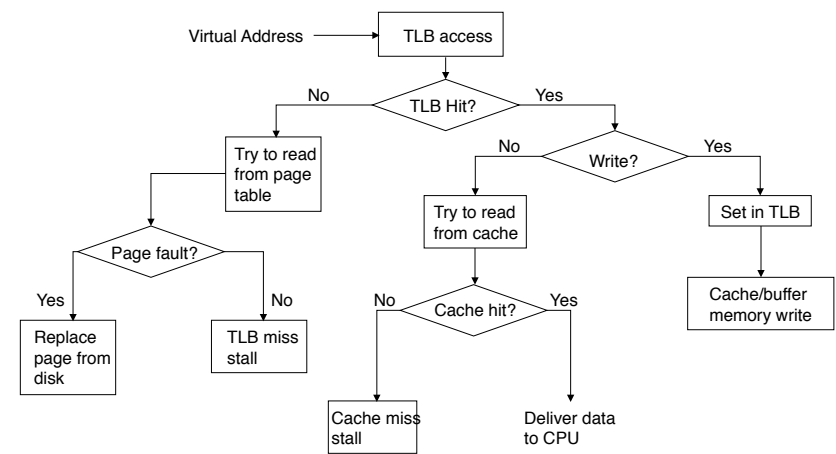 Virtual Address
TLB access
No
TLB Hit?
Yes
Try to read
from page
table
No
Write?
Yes
Page fault?
Try to read
from cache
Set in TLB
Yes
No
Replace
page from
disk
TLB miss
stall
No
Cache hit?
Yes
Cache/buffer
memory write
Cache miss
stall
Deliver data
to CPU